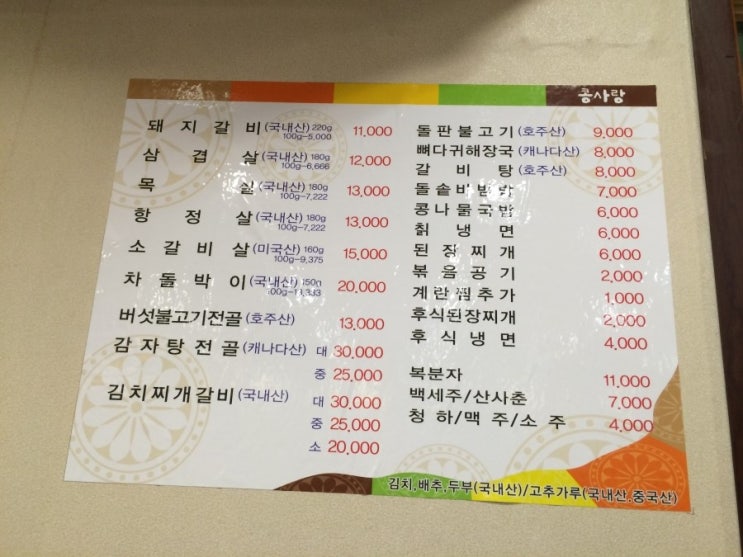 콩사랑
돼지갈비(국내산) 220g 100g-5,000 11,000
삼겹살(국내산) 180g 100g-6,666 12,000
목살(국내산) 180g 100g-7,222 13,000
항정살(국내산) 180g 100g-7,222 13,000
소갈비살(미국산) 160g 100g-9,375 15,000
차돌박이(국내산) 150g 100g-13,333 20,000
버섯불고기전골(호주산) 13,000
감자탕전골(캐나다산) 대 30,000
중 25,000
김치찌개갈비(국내산) 대 30,000
중 25,000
소 20,000
돌판불고기(호주산) 9,000
뼈다귀해장국(캐나다산) 8,000
갈비탕(호주산) 8,000
돌솥비빔밥 7,000
콩나물국밥 6,000
칡냉면 6,000
된장찌개 6,000
볶음공기 2,000
계란찜추가 1,000
후식된장찌개 2,000
후식냉면 4,000
복분자 11,000
백세주/산사춘 7,000
청하/맥주/소주 4,000
김치.배추.두부(국내산)/고추가루(국내산.중국산)